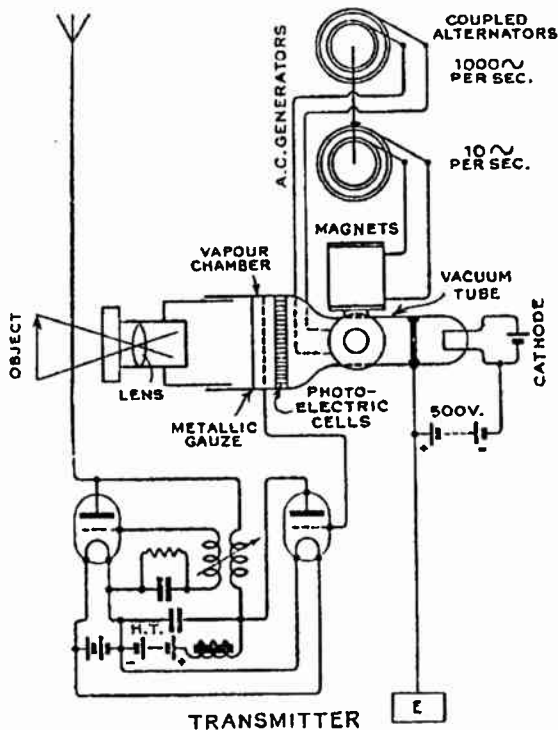 COUPLED
ALTERNATORS
1000~
PER SEC.
A.C. GENERATORS
10~
PER SEC.
MAGNETS
VAPOUR
CHAMBER
VACUUM
TUBE
OBJECT
LENS
CATHODE
METALLIC
GAUZE
PHOTO-
ELECTRIC
CELLS
500V.
+ -
H.T.
- +
E
TRANSMITTER